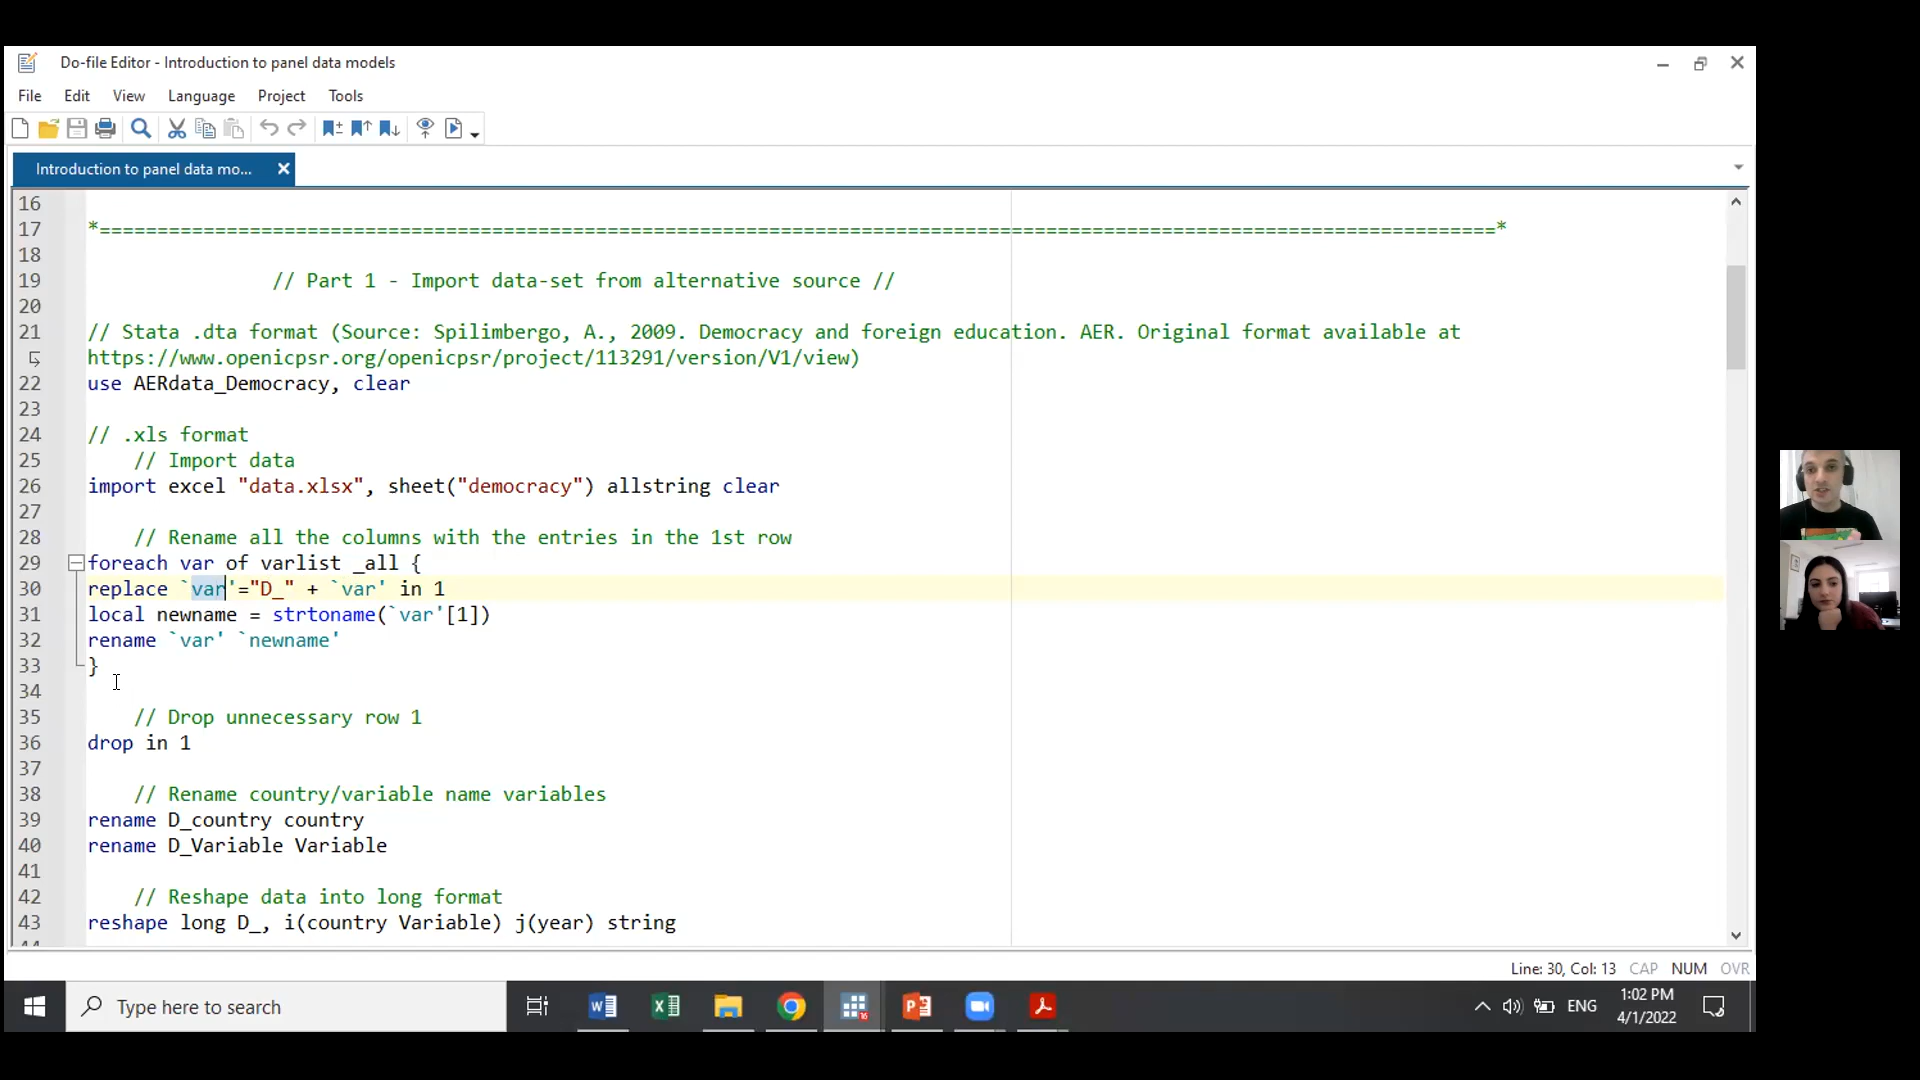 Do-file Editor - Introduction to panel data models
File Edit View Language Project Tools
Introduction to panel data mo...
16
17 *=========================================================================================================================*
18
19 // Part 1 - Import data-set from alternative source //
20
21 // Stata .dta format (Source: Spilimbergo, A., 2009. Democracy and foreign education. AER. Original format available at
https://www.openicpsr.org/openicpsr/project/113291/version/V1/view)
22 use AERdata_Democracy, clear
23
24 // .xls format
25 // Import data
26 import excel "data.xlsx", sheet("democracy") allstring clear
27
28 // Rename all the columns with the entries in the 1st row
29 foreach var of varlist _all {
30 replace `var'="D_" + `var' in 1
31 local newname = strtoname(`var'[1])
32 rename `var' `newname'
33 }
34
35 // Drop unnecessary row 1
36 drop in 1
37
38 // Rename country/variable name variables
39 rename D_country country
40 rename D_Variable Variable
41
42 // Reshape data into long format
43 reshape long D_, i(country Variable) j(year) string
44
Line: 30, Col: 13 CAP NUM OVR
Type here to search
ENG
1:02 PM
4/1/2022